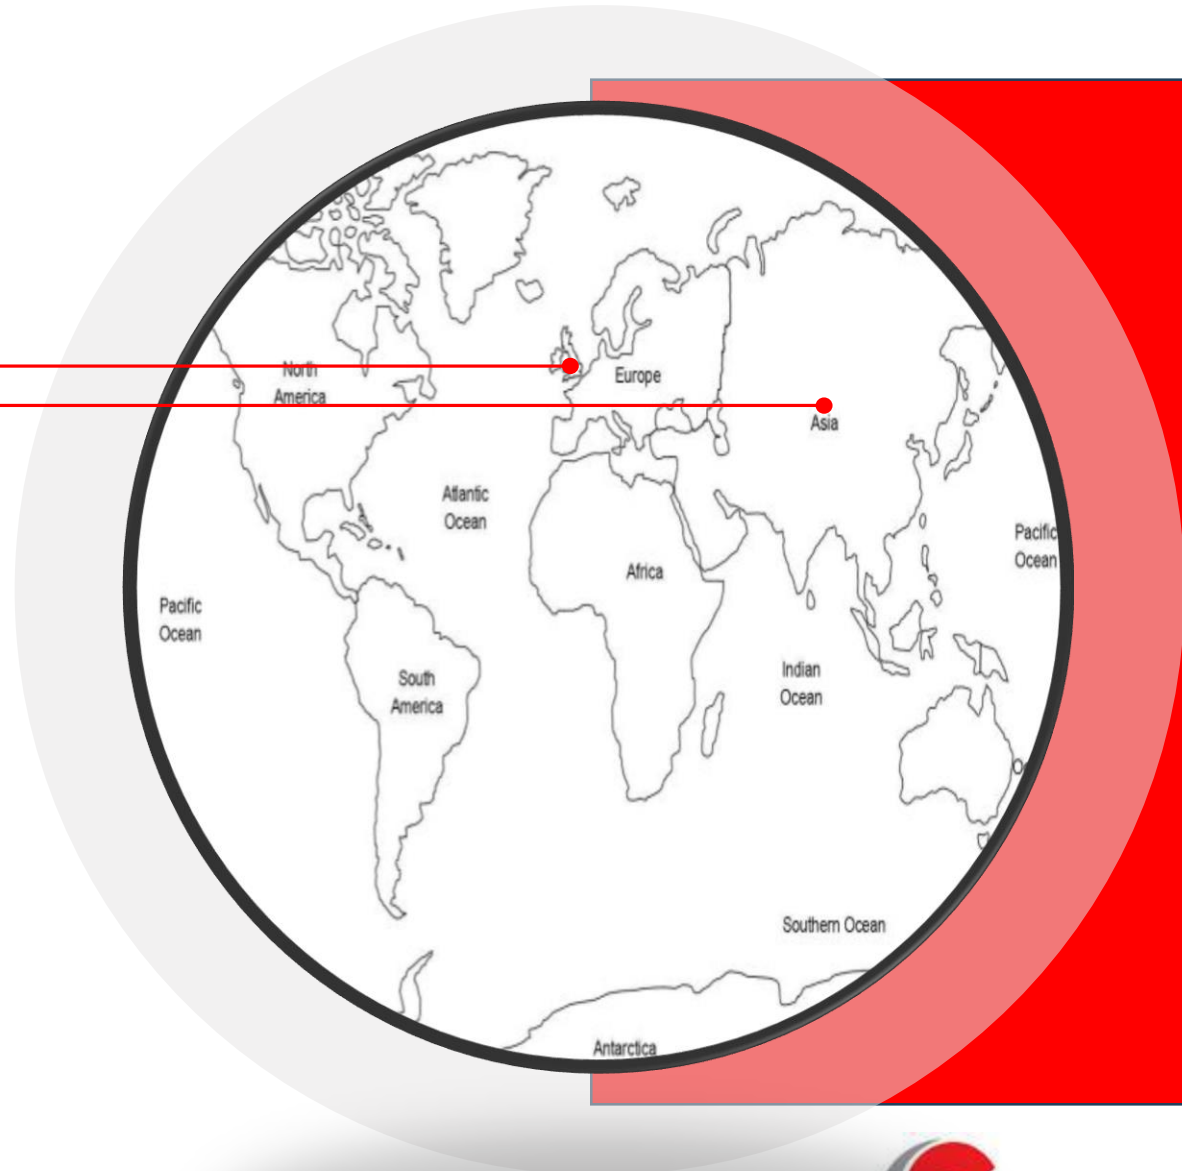 North
America
Europe
Asia
Atlantic
Ocean
Pacific
Ocean
Africa
Pacific
Ocean
South
America
Indian
Ocean
Southern Ocean
Antarctica